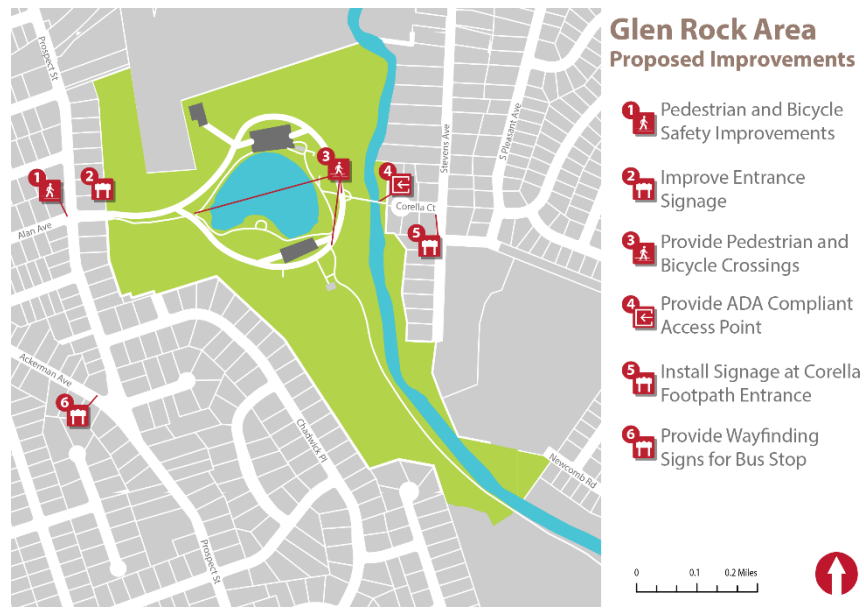 Glen Rock Area
Proposed Improvements
1 Pedestrian and Bicycle
Safety Improvements
2 Improve Entrance
Signage
3 Provide Pedestrian and
Bicycle Crossings
4 Provide ADA Compliant
Access Point
5 Install Signage at Corella
Footpath Entrance
6 Provide Wayfinding
Signs for Bus Stop
0 0.1 0.2 Miles
Prospect St
Stevens Ave
S Pleasant Ave
1
2
3
4
Corella Ct
Alan Ave
5
Ackerman Ave
6
Chadwick Pl
Newcomb Rd
Prospect St